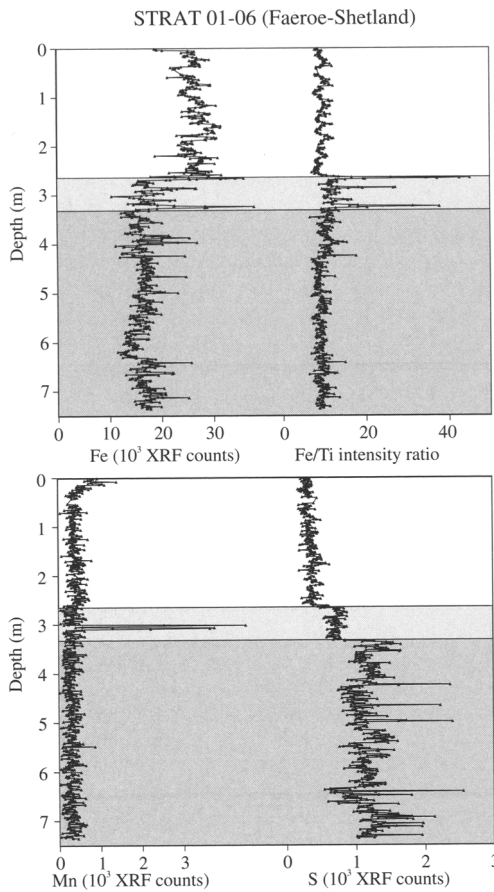 STRAT 01-06 (Faeroe-Shetland)
0
1
2
3
4
5
6
7
Depth (m)
0 10 20 30 0 20 40
Fe (10³ XRF counts) Fe/Ti intensity ratio
0
1
2
3
4
5
6
7
Depth (m)
0 1 2 3 0 1 2 3
Mn (10³ XRF counts) S (10³ XRF counts)